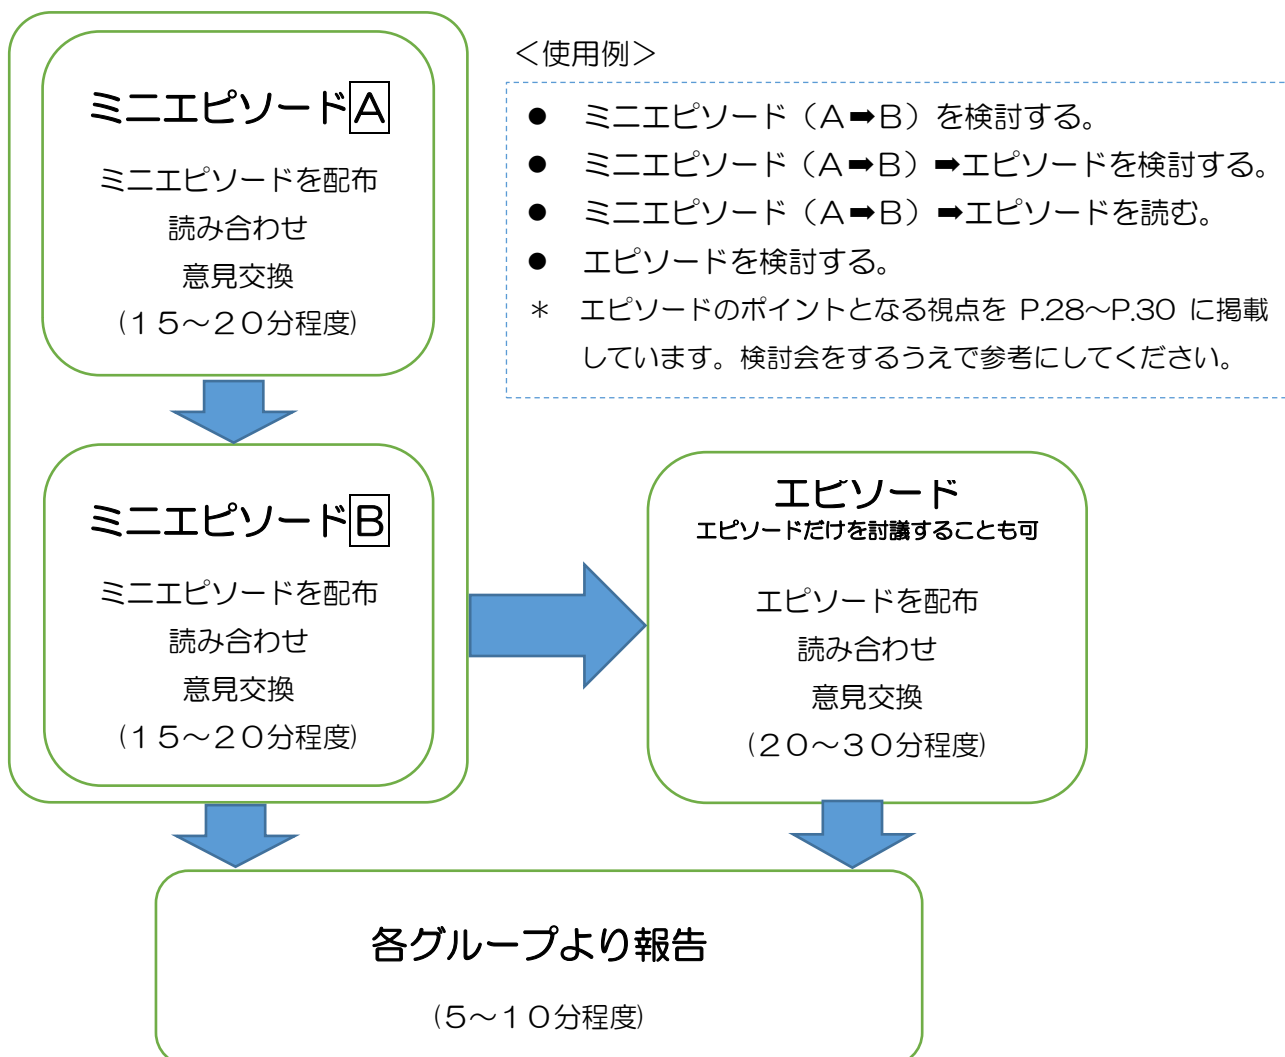 ミニエピソードA
ミニエピソードを配布
読み合わせ
意見交換
(１５～２０分程度)
ミニエピソードB
ミニエピソードを配布
読み合わせ
意見交換
(１５～２０分程度)
＜使用例＞
● ミニエピソード（A➡B）を検討する。
● ミニエピソード（A➡B）➡エピソードを検討する。
● ミニエピソード（A➡B）➡エピソードを読む。
● エピソードを検討する。
＊ エピソードのポイントとなる視点を P.28～P.30 に掲載
しています。検討会をするうえで参考にしてください。
エピソード
エピソードだけを討議することも可
エピソードを配布
読み合わせ
意見交換
(２０～３０分程度)
各グループより報告
(５～１０分程度)